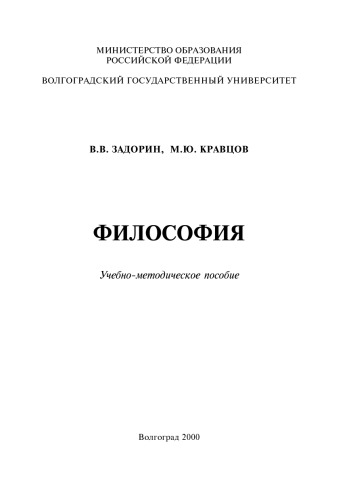 МИНИСТЕРСТВО ОБРАЗОВАНИЯ
РОССИЙСКОЙ ФЕДЕРАЦИИ
ВОЛГОГРАДСКИЙ ГОСУДАРСТВЕННЫЙ УНИВЕРСИТЕТ
В.В. ЗАДОРИН, М.Ю. КРАВЦОВ
ФИЛОСОФИЯ
Учебно-методическое пособие
Волгоград 2000